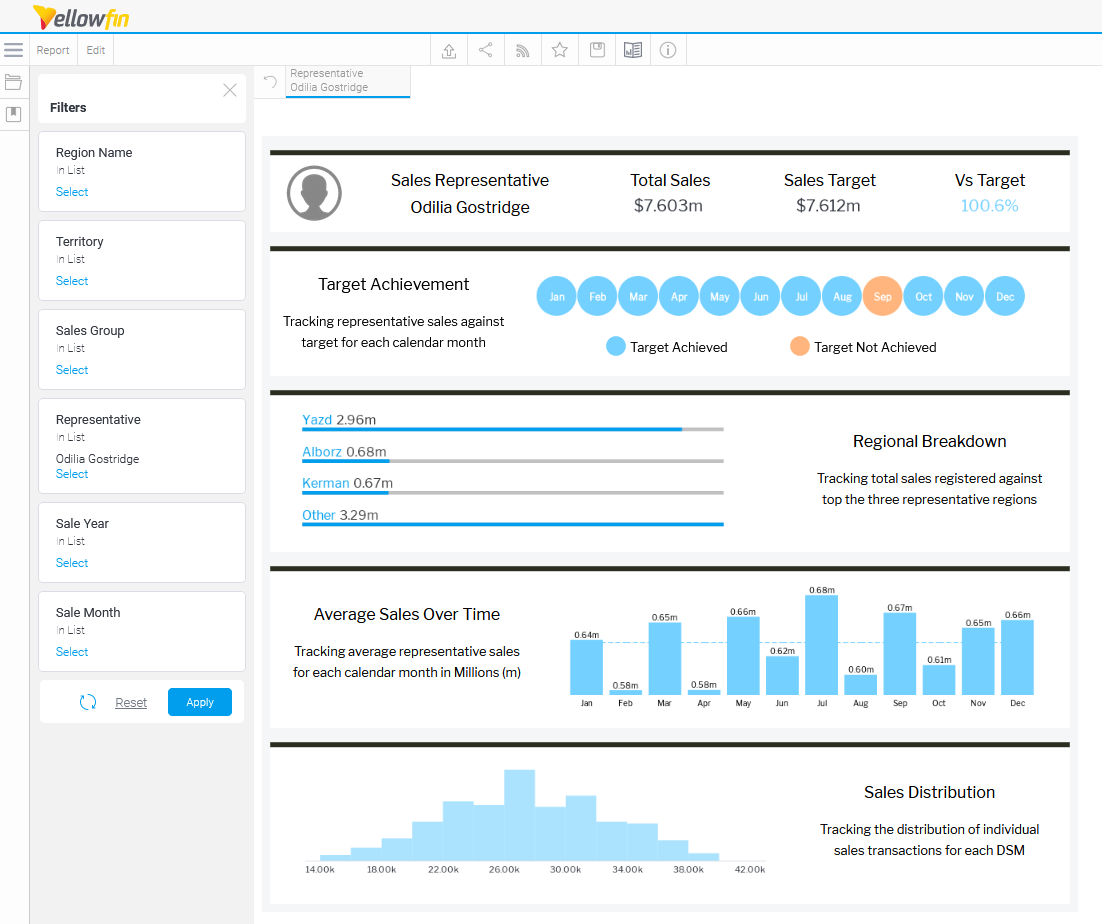 Yellowfin
Report
Edit
Filters
Region Name
In List
Select
Territory
In List
Select
Sales Group
In List
Select
Representative
In List
Odilia Gostridge
Select
Sale Year
In List
Select
Sale Month
In List
Select
Reset
Apply
Representative
Odilia Gostridge
Sales Representative
Odilia Gostridge
Total Sales
$7.603m
Sales Target
$7.612m
Vs Target
100.6%
Target Achievement
Tracking representative sales against
target for each calendar month
Jan Feb Mar Apr May Jun Jul Aug Sep Oct Nov Dec
Target Achieved
Target Not Achieved
Yazd 2.96m
Alborz 0.68m
Kerman 0.67m
Other 3.29m
Regional Breakdown
Tracking total sales registered against
top the three representative regions
Average Sales Over Time
Tracking average representative sales
for each calendar month in Millions (m)
0.64m 0.58m 0.65m 0.58m 0.66m 0.62m 0.68m 0.60m 0.67m 0.61m 0.65m 0.66m
Jan Feb Mar Apr May Jun Jul Aug Sep Oct Nov Dec
14.00k 18.00k 22.00k 26.00k 30.00k 34.00k 38.00k 42.00k
Sales Distribution
Tracking the distribution of individual
sales transactions for each DSM